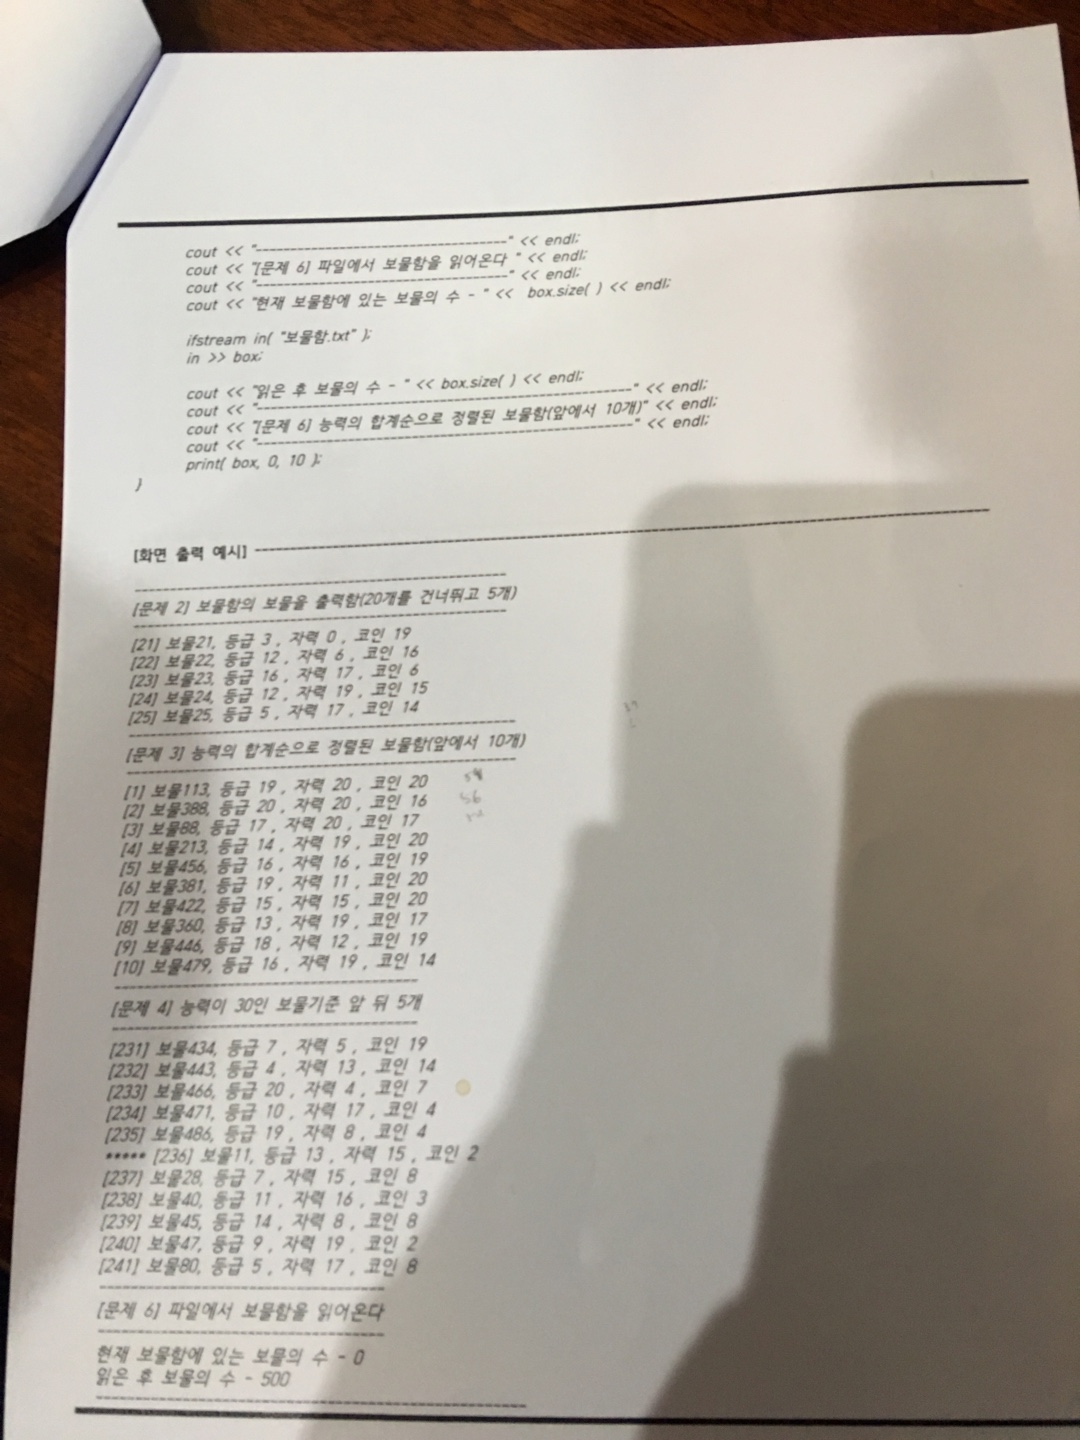 cout << "-----------------------------------" << endl;
cout << "[문제 6] 파일에서 보물함을 읽어온다 " << endl;
cout << "-----------------------------------" << endl;
cout << "현재 보물함에 있는 보물의 수 - " << box.size( ) << endl;
ifstream in( "보물함.txt" );
in >> box;
cout << "읽은 후 보물의 수 - " << box.size( ) << endl;
cout << "-----------------------------------------------------" << endl;
cout << "[문제 6] 능력의 합계순으로 정렬된 보물함(앞에서 10개)" << endl;
cout << "-----------------------------------------------------" << endl;
print( box, 0, 10 );
}
[화면 출력 예시] -----------------------------------------------------
-----------------------------------------------------
[문제 2] 보물함의 보물을 출력함(20개를 건너뛰고 5개)
-----------------------------------------------------
[21] 보물21, 등급 3 , 자력 0 , 코인 19
[22] 보물22, 등급 12 , 자력 6 , 코인 16
[23] 보물23, 등급 16 , 자력 17 , 코인 6
[24] 보물24, 등급 12 , 자력 19 , 코인 15
[25] 보물25, 등급 5 , 자력 17 , 코인 14
-----------------------------------------------------
[문제 3] 능력의 합계순으로 정렬된 보물함(앞에서 10개)
-----------------------------------------------------
[1] 보물113, 등급 19 , 자력 20 , 코인 20
[2] 보물388, 등급 20 , 자력 20 , 코인 16 56
[3] 보물88, 등급 17 , 자력 20 , 코인 17
[4] 보물213, 등급 14 , 자력 19 , 코인 20
[5] 보물456, 등급 16 , 자력 16 , 코인 19
[6] 보물381, 등급 19 , 자력 11 , 코인 20
[7] 보물422, 등급 15 , 자력 15 , 코인 20
[8] 보물360, 등급 13 , 자력 19 , 코인 17
[9] 보물446, 등급 18 , 자력 12 , 코인 19
[10] 보물479, 등급 16 , 자력 19 , 코인 14
-----------------------------------------
[문제 4] 능력이 30인 보물기준 앞 뒤 5개
-----------------------------------------
[231] 보물434, 등급 7 , 자력 5 , 코인 19
[232] 보물443, 등급 4 , 자력 13 , 코인 14
[233] 보물466, 등급 20 , 자력 4 , 코인 7
[234] 보물471, 등급 10 , 자력 17 , 코인 4
[235] 보물486, 등급 19 , 자력 8 , 코인 4
***** [236] 보물11, 등급 13 , 자력 15 , 코인 2
[237] 보물28, 등급 7 , 자력 15 , 코인 8
[238] 보물40, 등급 11 , 자력 16 , 코인 3
[239] 보물45, 등급 14 , 자력 8 , 코인 8
[240] 보물47, 등급 9 , 자력 19 , 코인 2
[241] 보물80, 등급 5 , 자력 17 , 코인 8
-----------------------------------
[문제 6] 파일에서 보물함을 읽어온다
-----------------------------------
현재 보물함에 있는 보물의 수 - 0
읽은 후 보물의 수 - 500
-----------------------------------------------------